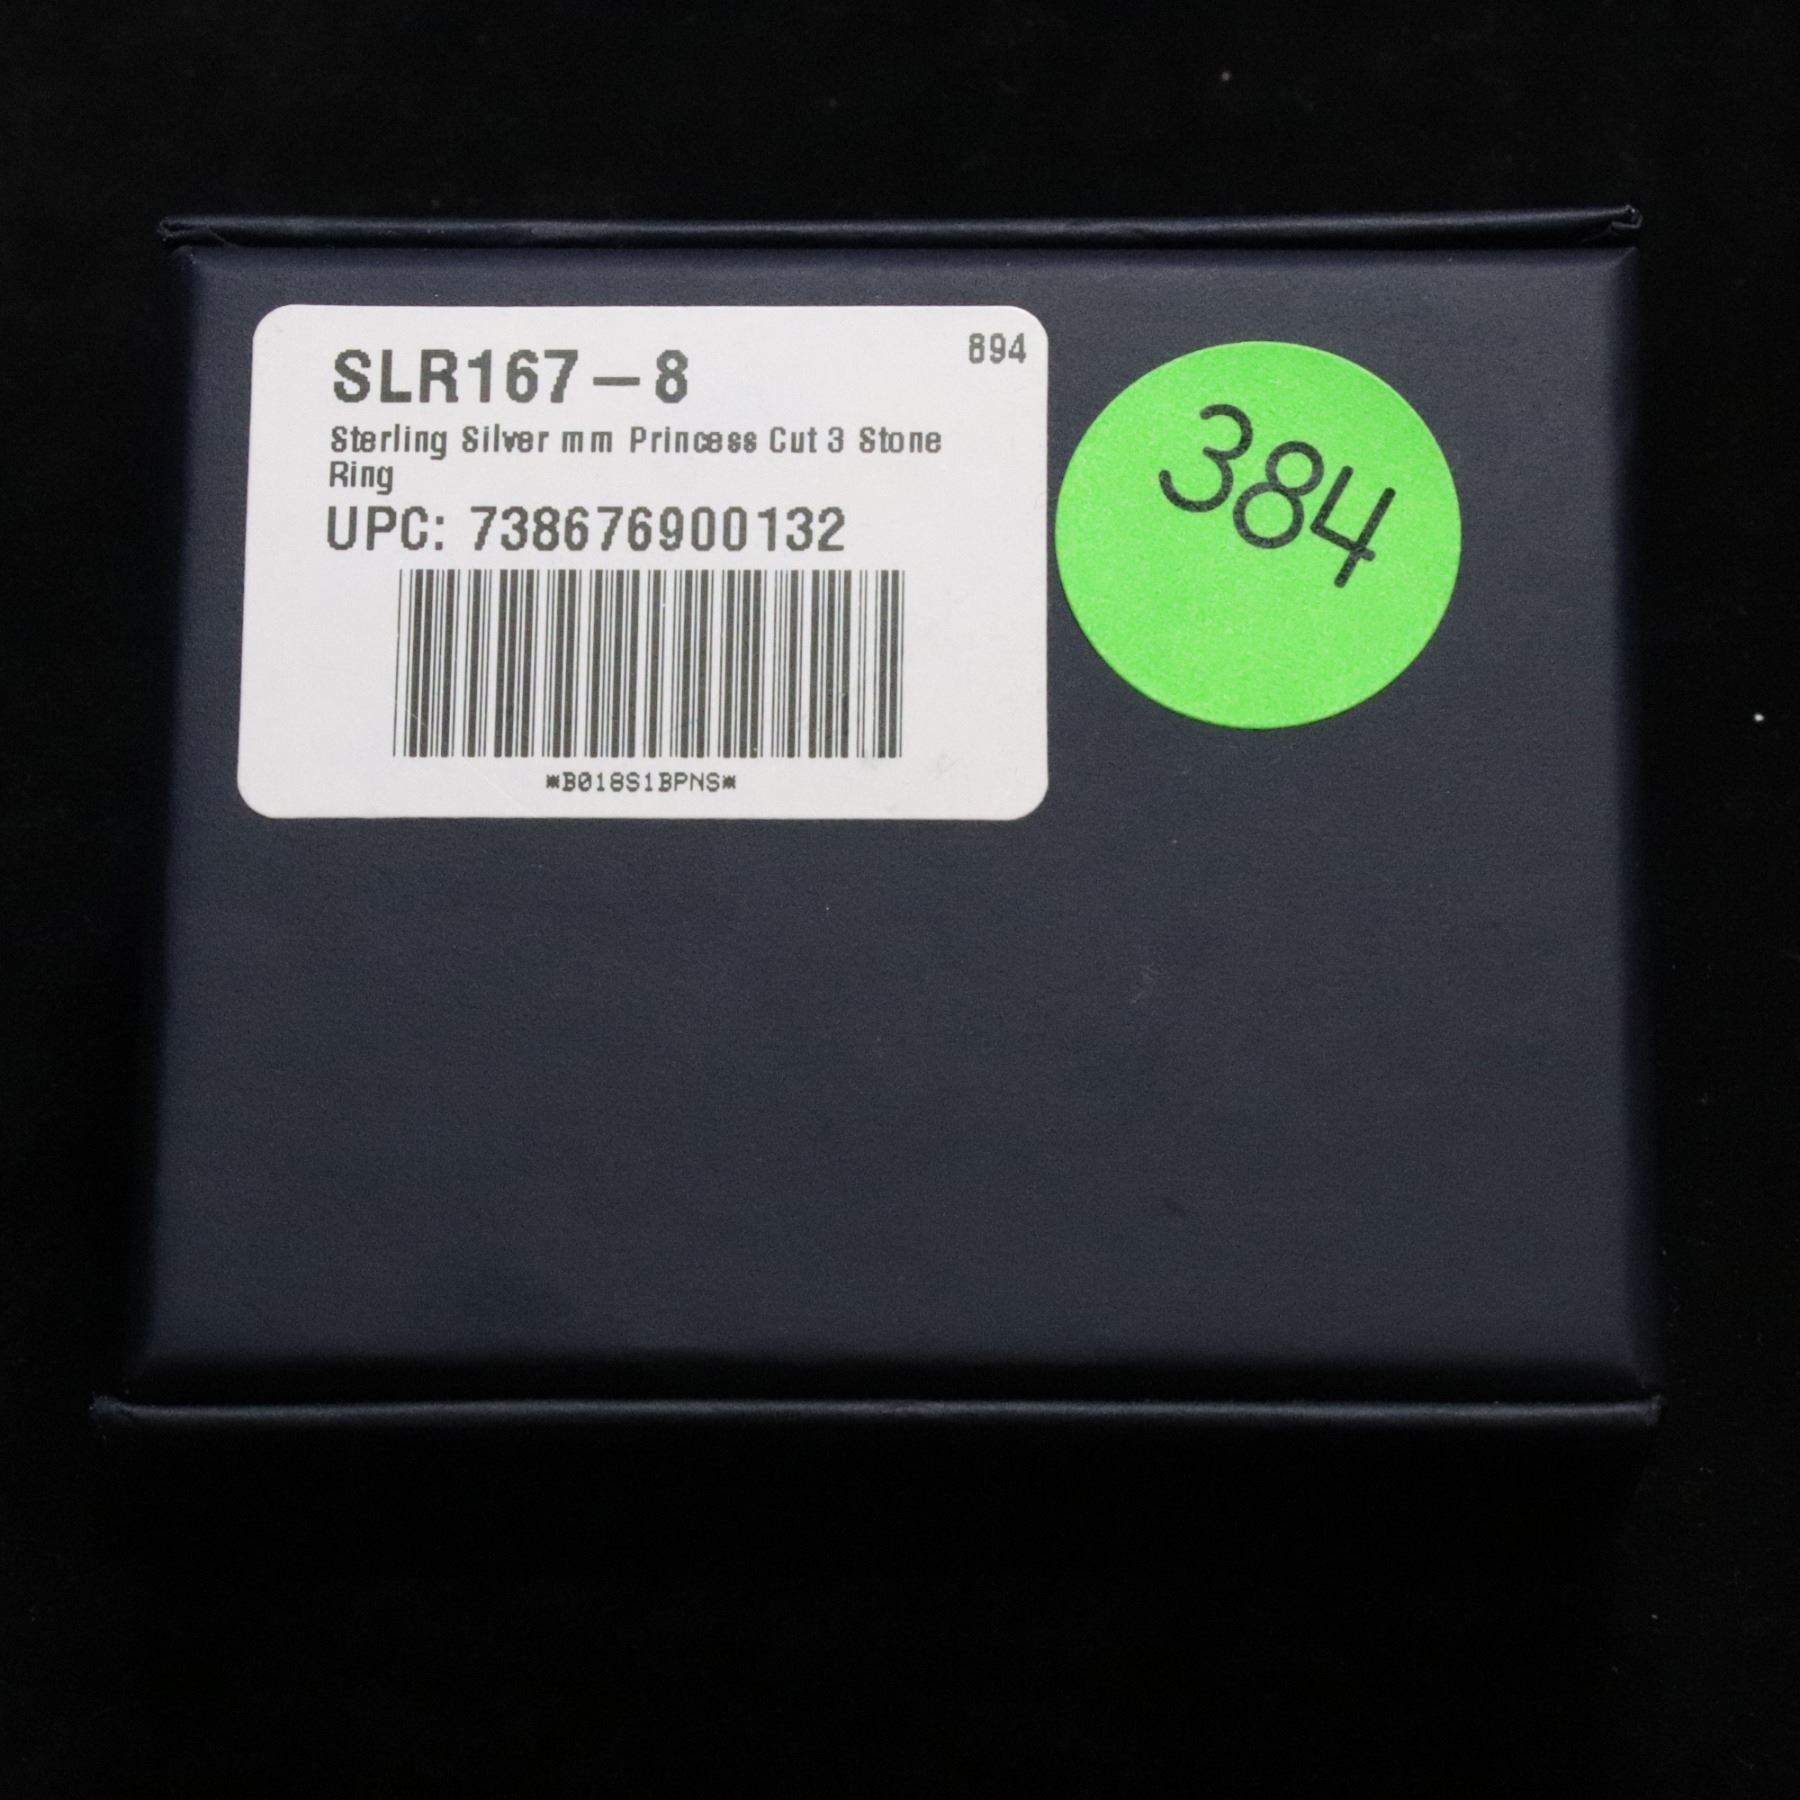 894
SLR167-8
Sterling Silver mm Princess Cut 3 Stone
Ring
UPC: 738676900132
*B018S1BPNS*
384